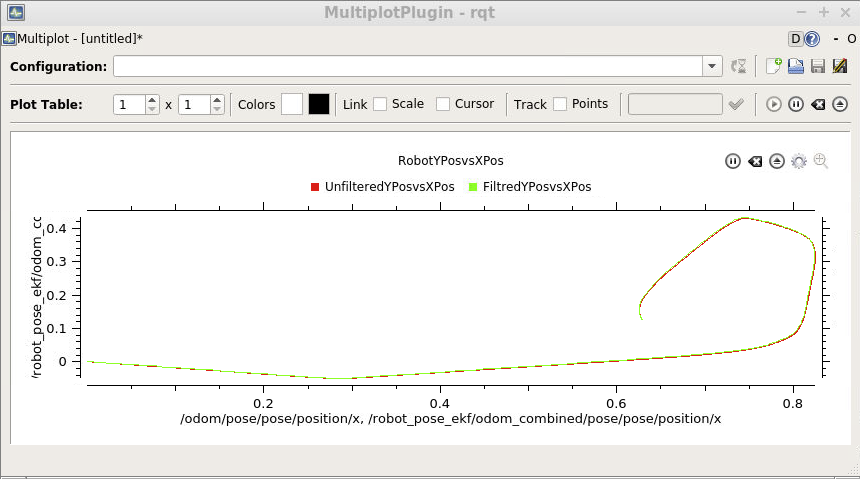 MultiplotPlugin - rqt
Multiplot - [untitled]* D ? - O
Configuration:
Plot Table: 1 x 1 Colors Link Scale Cursor Track Points
RobotYPosvsXPos
UnfilteredYPosvsXPos FiltredYPosvsXPos
/robot_pose_ekf/odom_cc
0.4
0.3
0.2
0.1
0
0.2 0.4 0.6 0.8
/odom/pose/pose/position/x, /robot_pose_ekf/odom_combined/pose/pose/position/x